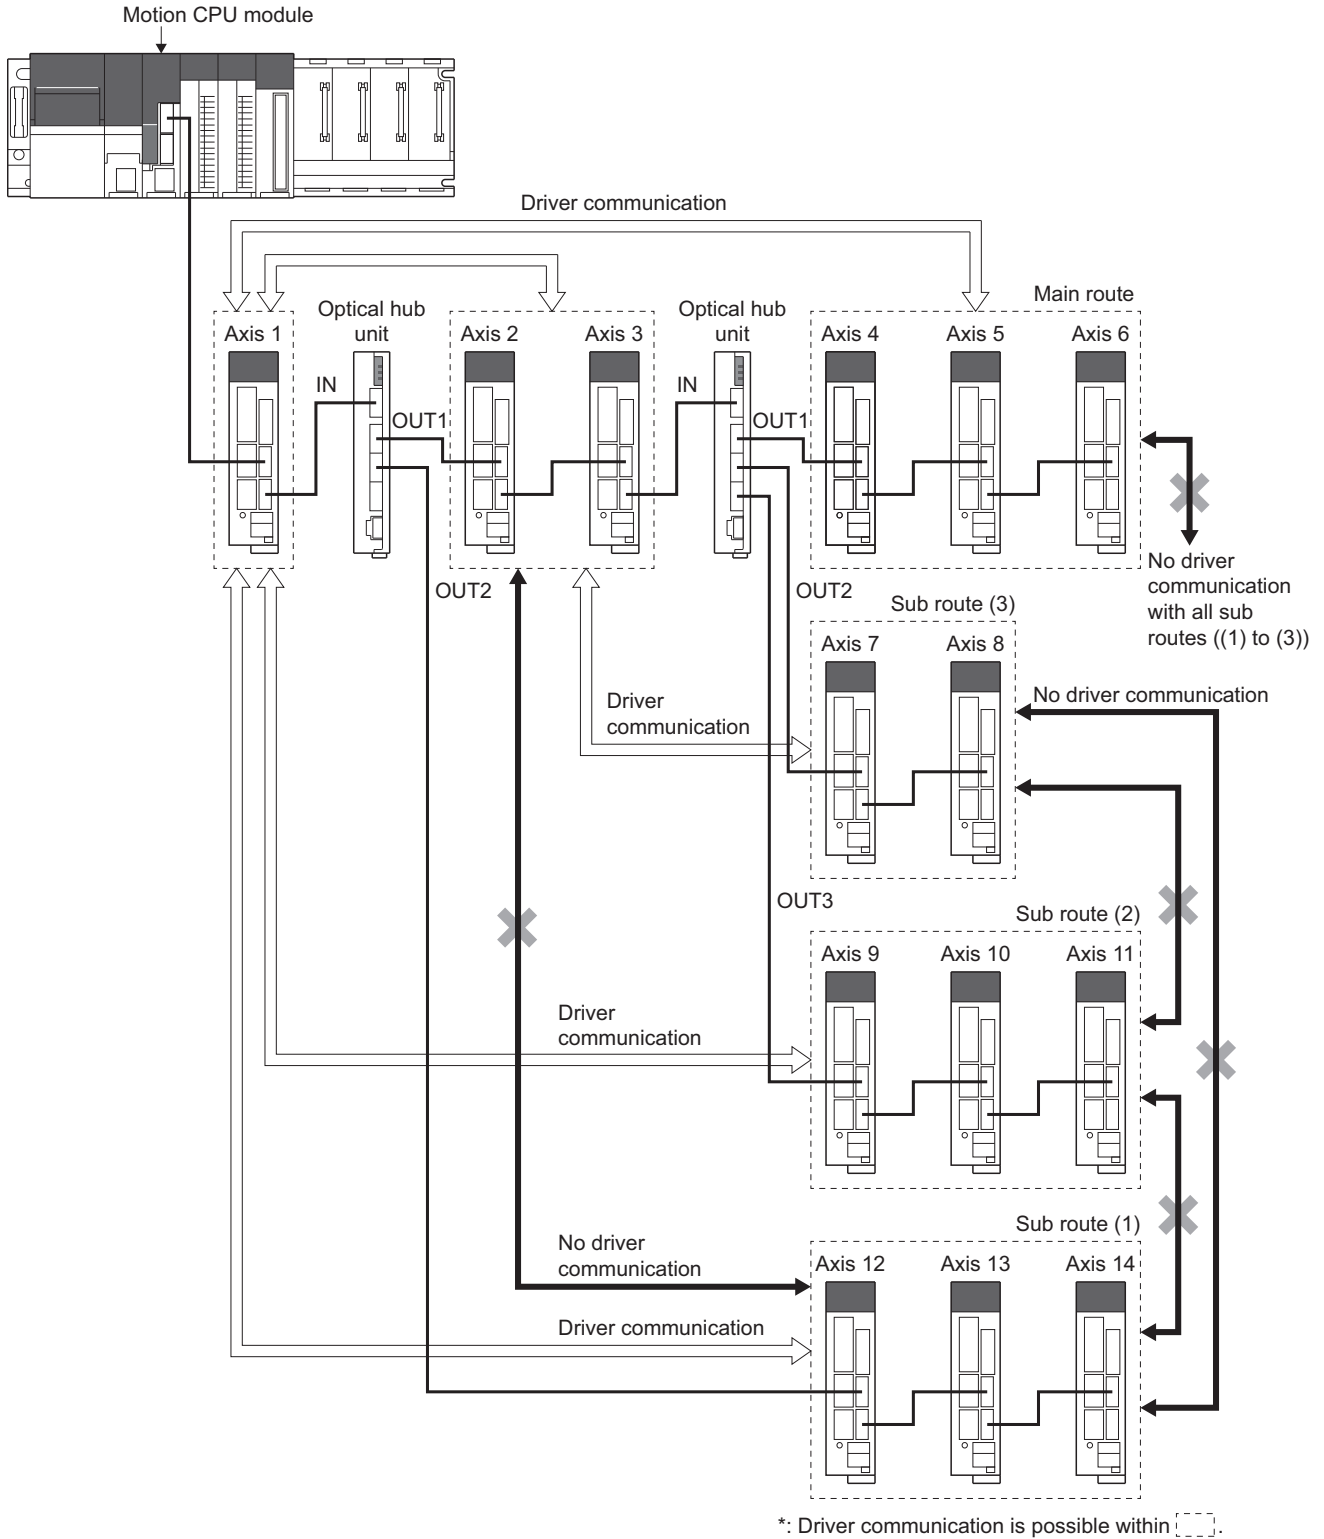 Motion CPU module
Driver communication
Main route
Axis 1
Optical hub
unit
Axis 2
Axis 3
Optical hub
unit
Axis 4
Axis 5
Axis 6
IN
OUT1
IN
OUT1
OUT2
OUT2
No driver
communication
with all sub
routes ((1) to (3))
Sub route (3)
Axis 7
Axis 8
Driver
communication
No driver communication
OUT3
Sub route (2)
Axis 9
Axis 10
Axis 11
Driver
communication
Sub route (1)
No driver
communication
Axis 12
Axis 13
Axis 14
Driver communication
*: Driver communication is possible within .